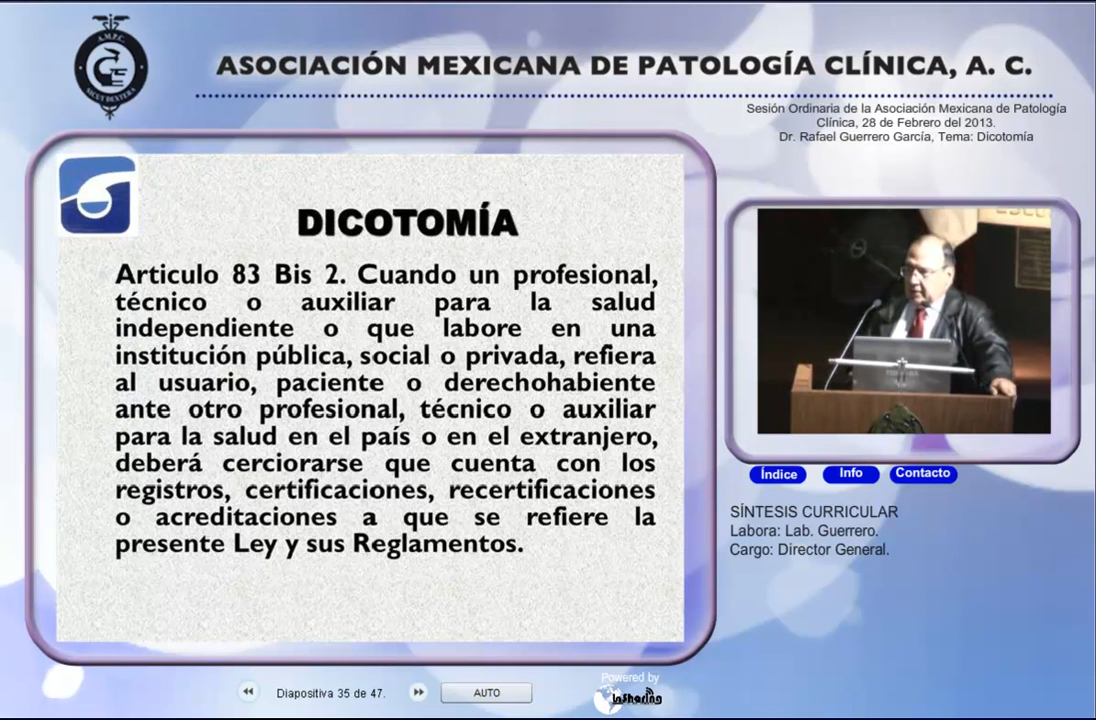 A.M.P.C.
SICUT DEXTERA
ASOCIACIÓN MEXICANA DE PATOLOGÍA CLÍNICA, A. C.
Sesión Ordinaria de la Asociación Mexicana de Patología
Clínica, 28 de Febrero del 2013.
Dr. Rafael Guerrero García, Tema: Dicotomía
DICOTOMÍA
Articulo 83 Bis 2. Cuando un profesional,
técnico o auxiliar para la salud
independiente o que labore en una
institución pública, social o privada, refiera
al usuario, paciente o derechohabiente
ante otro profesional, técnico o auxiliar
para la salud en el país o en el extranjero,
deberá cerciorarse que cuenta con los
registros, certificaciones, recertificaciones
o acreditaciones a que se refiere la
presente Ley y sus Reglamentos.
TOSHIBA
Índice Info Contacto
SÍNTESIS CURRICULAR
Labora: Lab. Guerrero.
Cargo: Director General.
Diapositiva 35 de 47.
AUTO
Powered by
InSharing